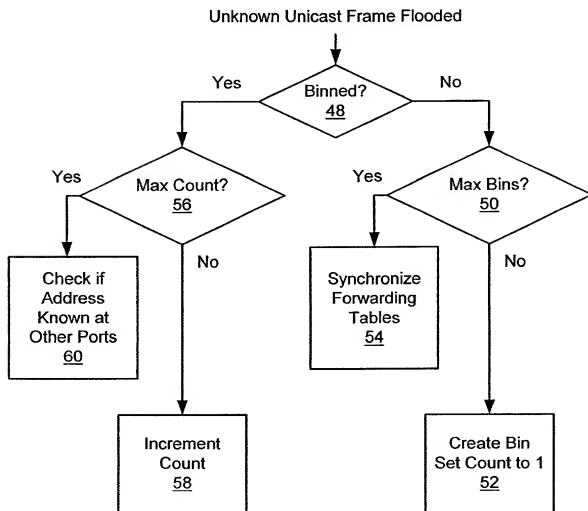 Unknown Unicast Frame Flooded
Yes
Binned?
48
No
Yes
Max Count?
56
Yes
Max Bins?
50
No
No
Check if
Address
Known at
Other Ports
60
Synchronize
Forwarding
Tables
54
Increment
Count
58
Create Bin
Set Count to 1
52